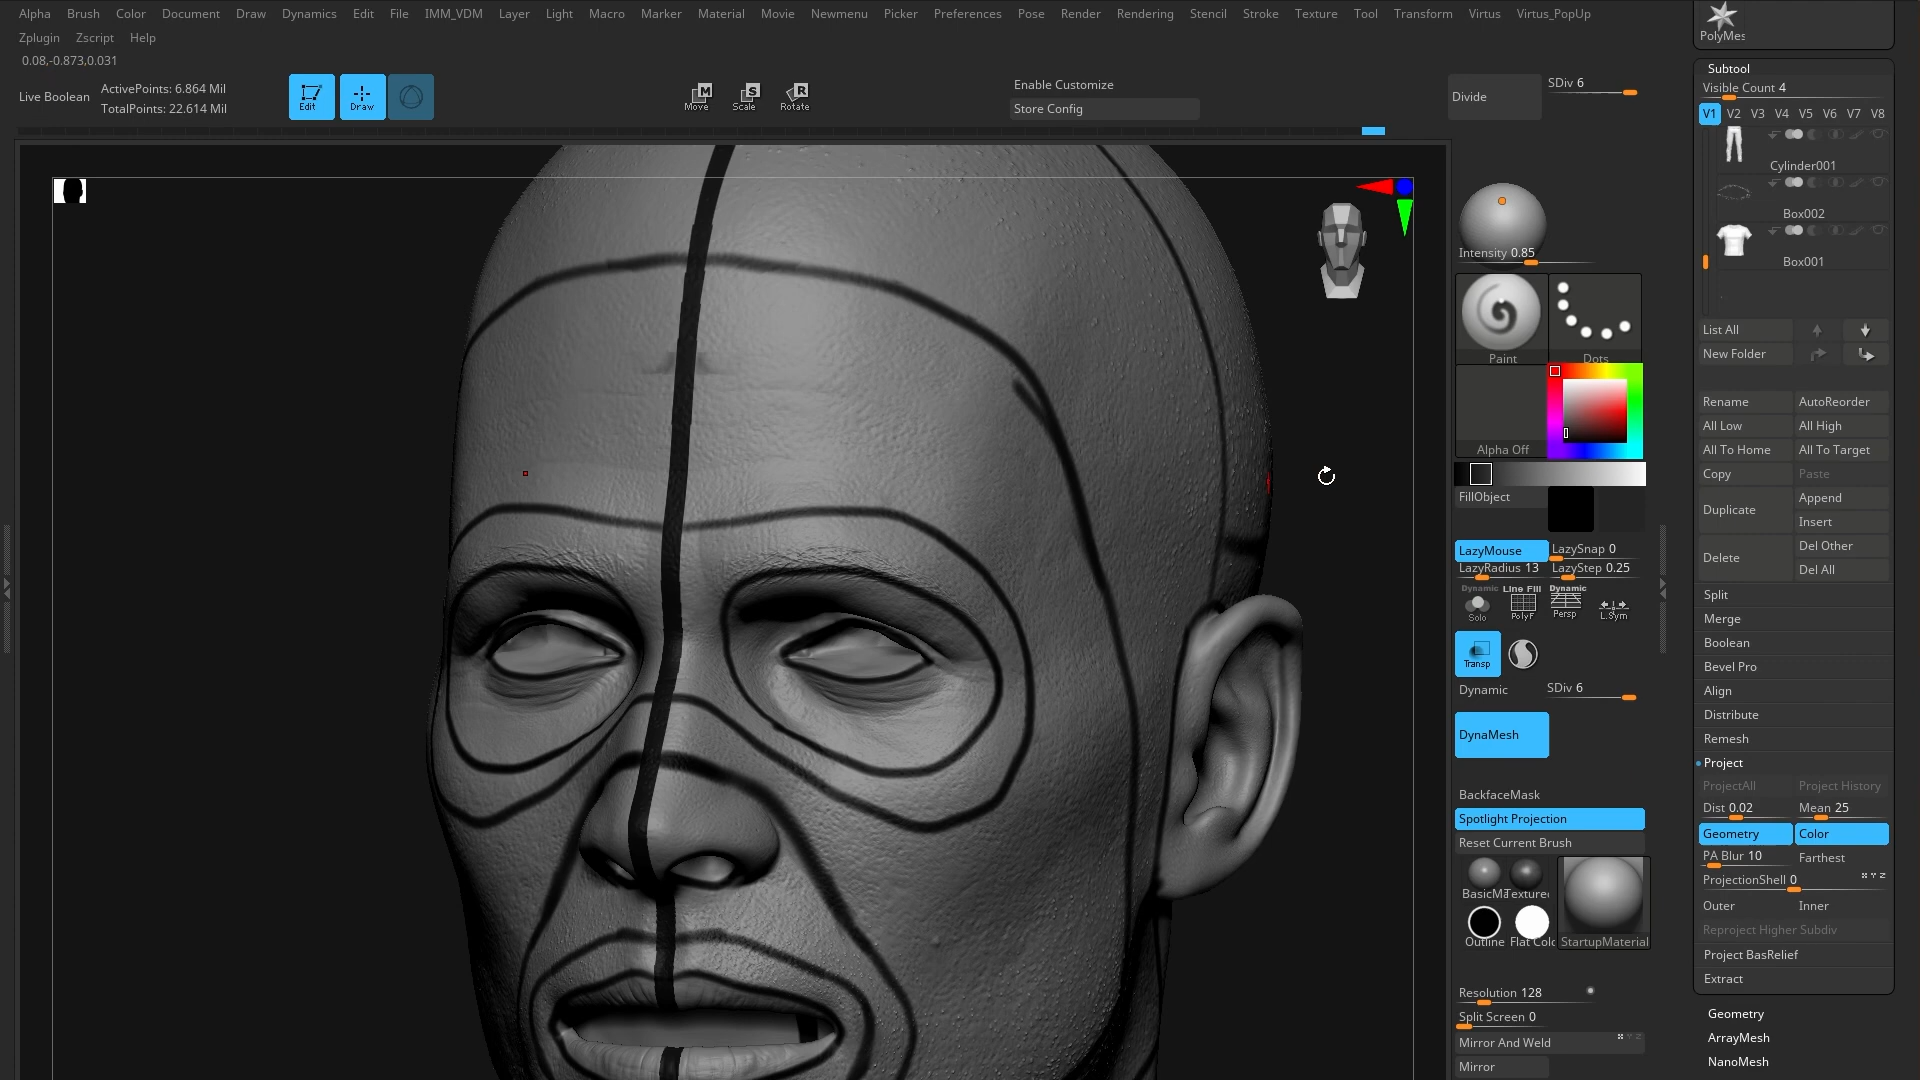 Alpha Brush Color Document Draw Dynamics Edit File IMM_VDM Layer Light Macro Marker Material Movie Newmenu Picker Preferences Pose Render Rendering Stencil Stroke Texture Tool Transform Virtus Virtus_PopUp
Zplugin Zscript Help
0.08,-0.873,0.031
Live Boolean
ActivePoints: 6.864 Mil
TotalPoints: 22.614 Mil
Edit
Draw
M
Move
S
Scale
R
Rotate
Enable Customize
Store Config
Divide
SDiv 6
PolyMes
Subtool
Visible Count 4
V1 V2 V3 V4 V5 V6 V7 V8
Cylinder001
Box002
Box001
List All
New Folder
Rename AutoReorder
All Low All High
All To Home All To Target
Copy Paste
Duplicate Append
Insert
Delete Del Other
Del All
Split
Merge
Boolean
Bevel Pro
Align
Distribute
Remesh
Project
ProjectAll Project History
Dist 0.02 Mean 25
Geometry Color
PA Blur 10 Farthest
ProjectionShell 0
Outer Inner
Reproject Higher Subdiv
Project BasRelief
Extract
Geometry
ArrayMesh
NanoMesh
Intensity 0.85
Paint Dots
Alpha Off
FillObject
LazyMouse LazySnap 0
LazyRadius 13 LazyStep 0.25
Dynamic Line Fill Dynamic
Solo PolyF Persp L.Sym
Transp
Dynamic SDiv 6
DynaMesh
BackfaceMask
Spotlight Projection
Reset Current Brush
BasicMa Texture
Outline Flat Colo StartupMaterial
Resolution 128
Split Screen 0
Mirror And Weld
Mirror